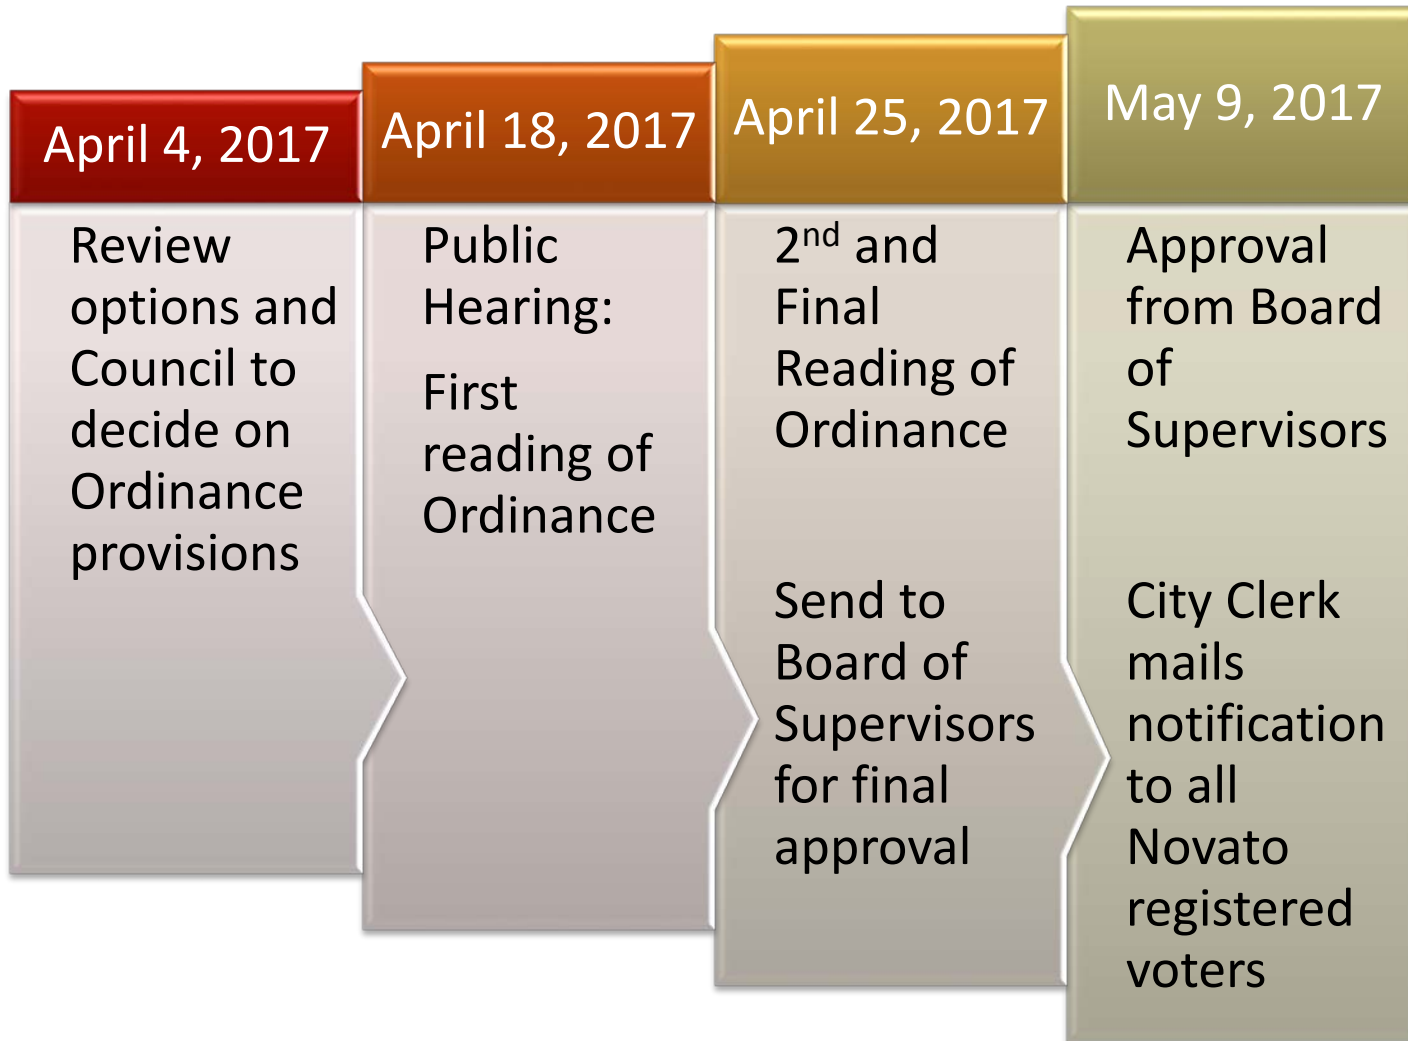 April 4, 2017
Review
options and
Council to
decide on
Ordinance
provisions
April 18, 2017
Public
Hearing:
First
reading of
Ordinance
April 25, 2017
2nd and
Final
Reading of
Ordinance
Send to
Board of
Supervisors
for final
approval
May 9, 2017
Approval
from Board
of
Supervisors
City Clerk
mails
notification
to all
Novato
registered
voters